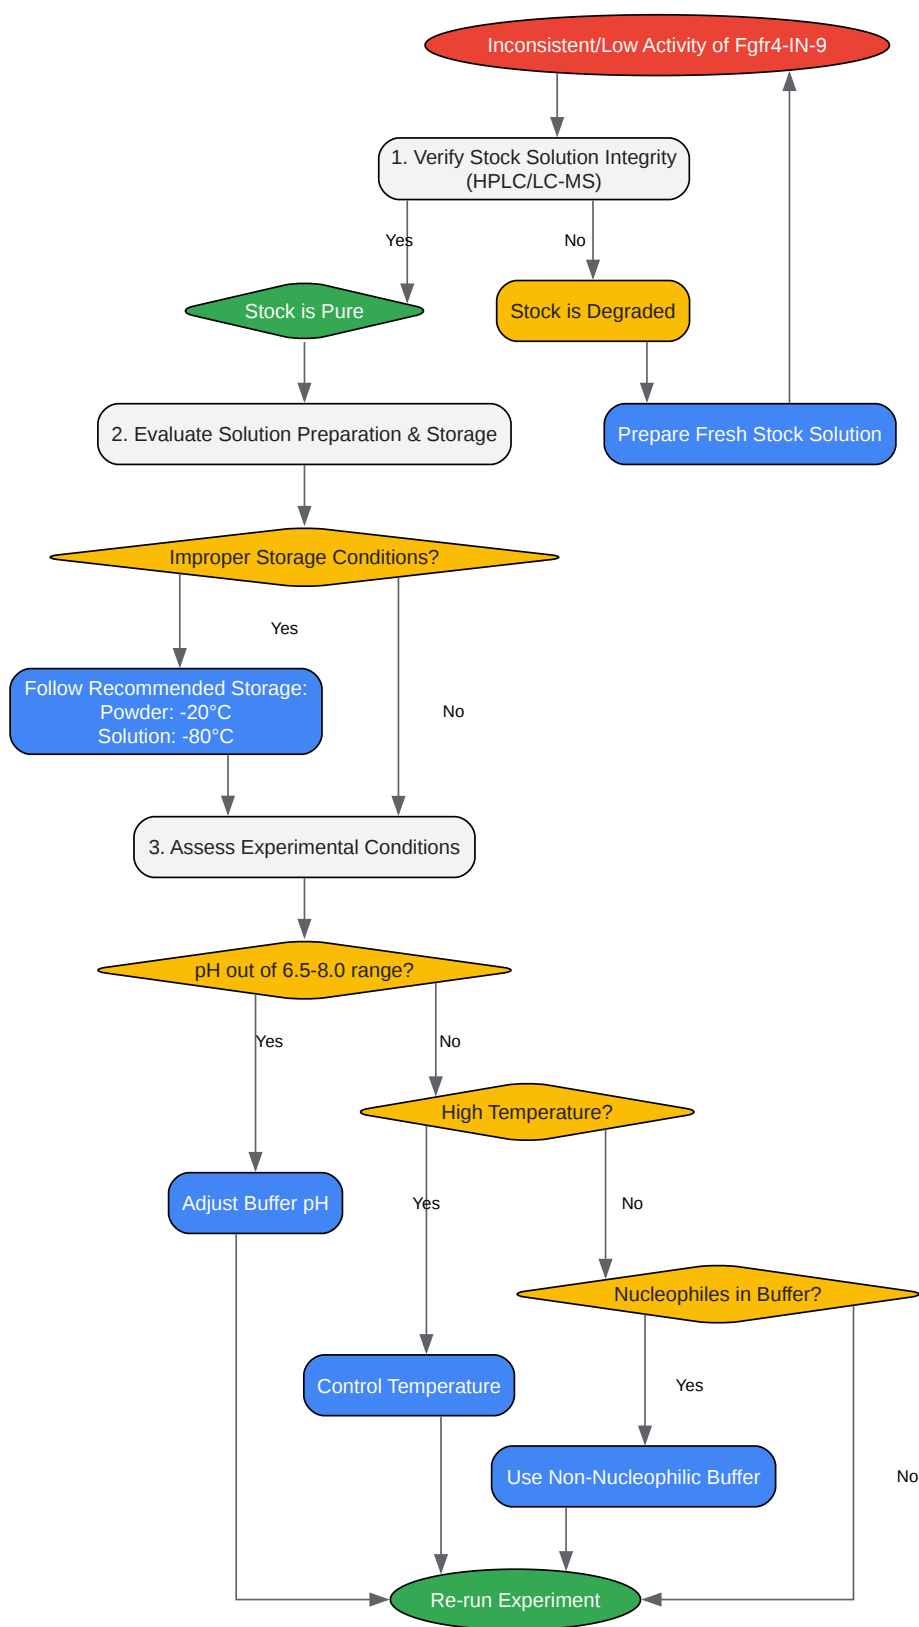 Inconsistent/Low Activity of Fgfr4-IN-9
1. Verify Stock Solution Integrity
(HPLC/LC-MS)
Yes
No
Stock is Pure
Stock is Degraded
2. Evaluate Solution Preparation & Storage
Prepare Fresh Stock Solution
Improper Storage Conditions?
Yes
Follow Recommended Storage:
Powder: -20°C
Solution: -80°C
No
3. Assess Experimental Conditions
pH out of 6.5-8.0 range?
Yes
No
High Temperature?
Adjust Buffer pH
Yes
No
Nucleophiles in Buffer?
Control Temperature
Yes
Use Non-Nucleophilic Buffer
No
Re-run Experiment